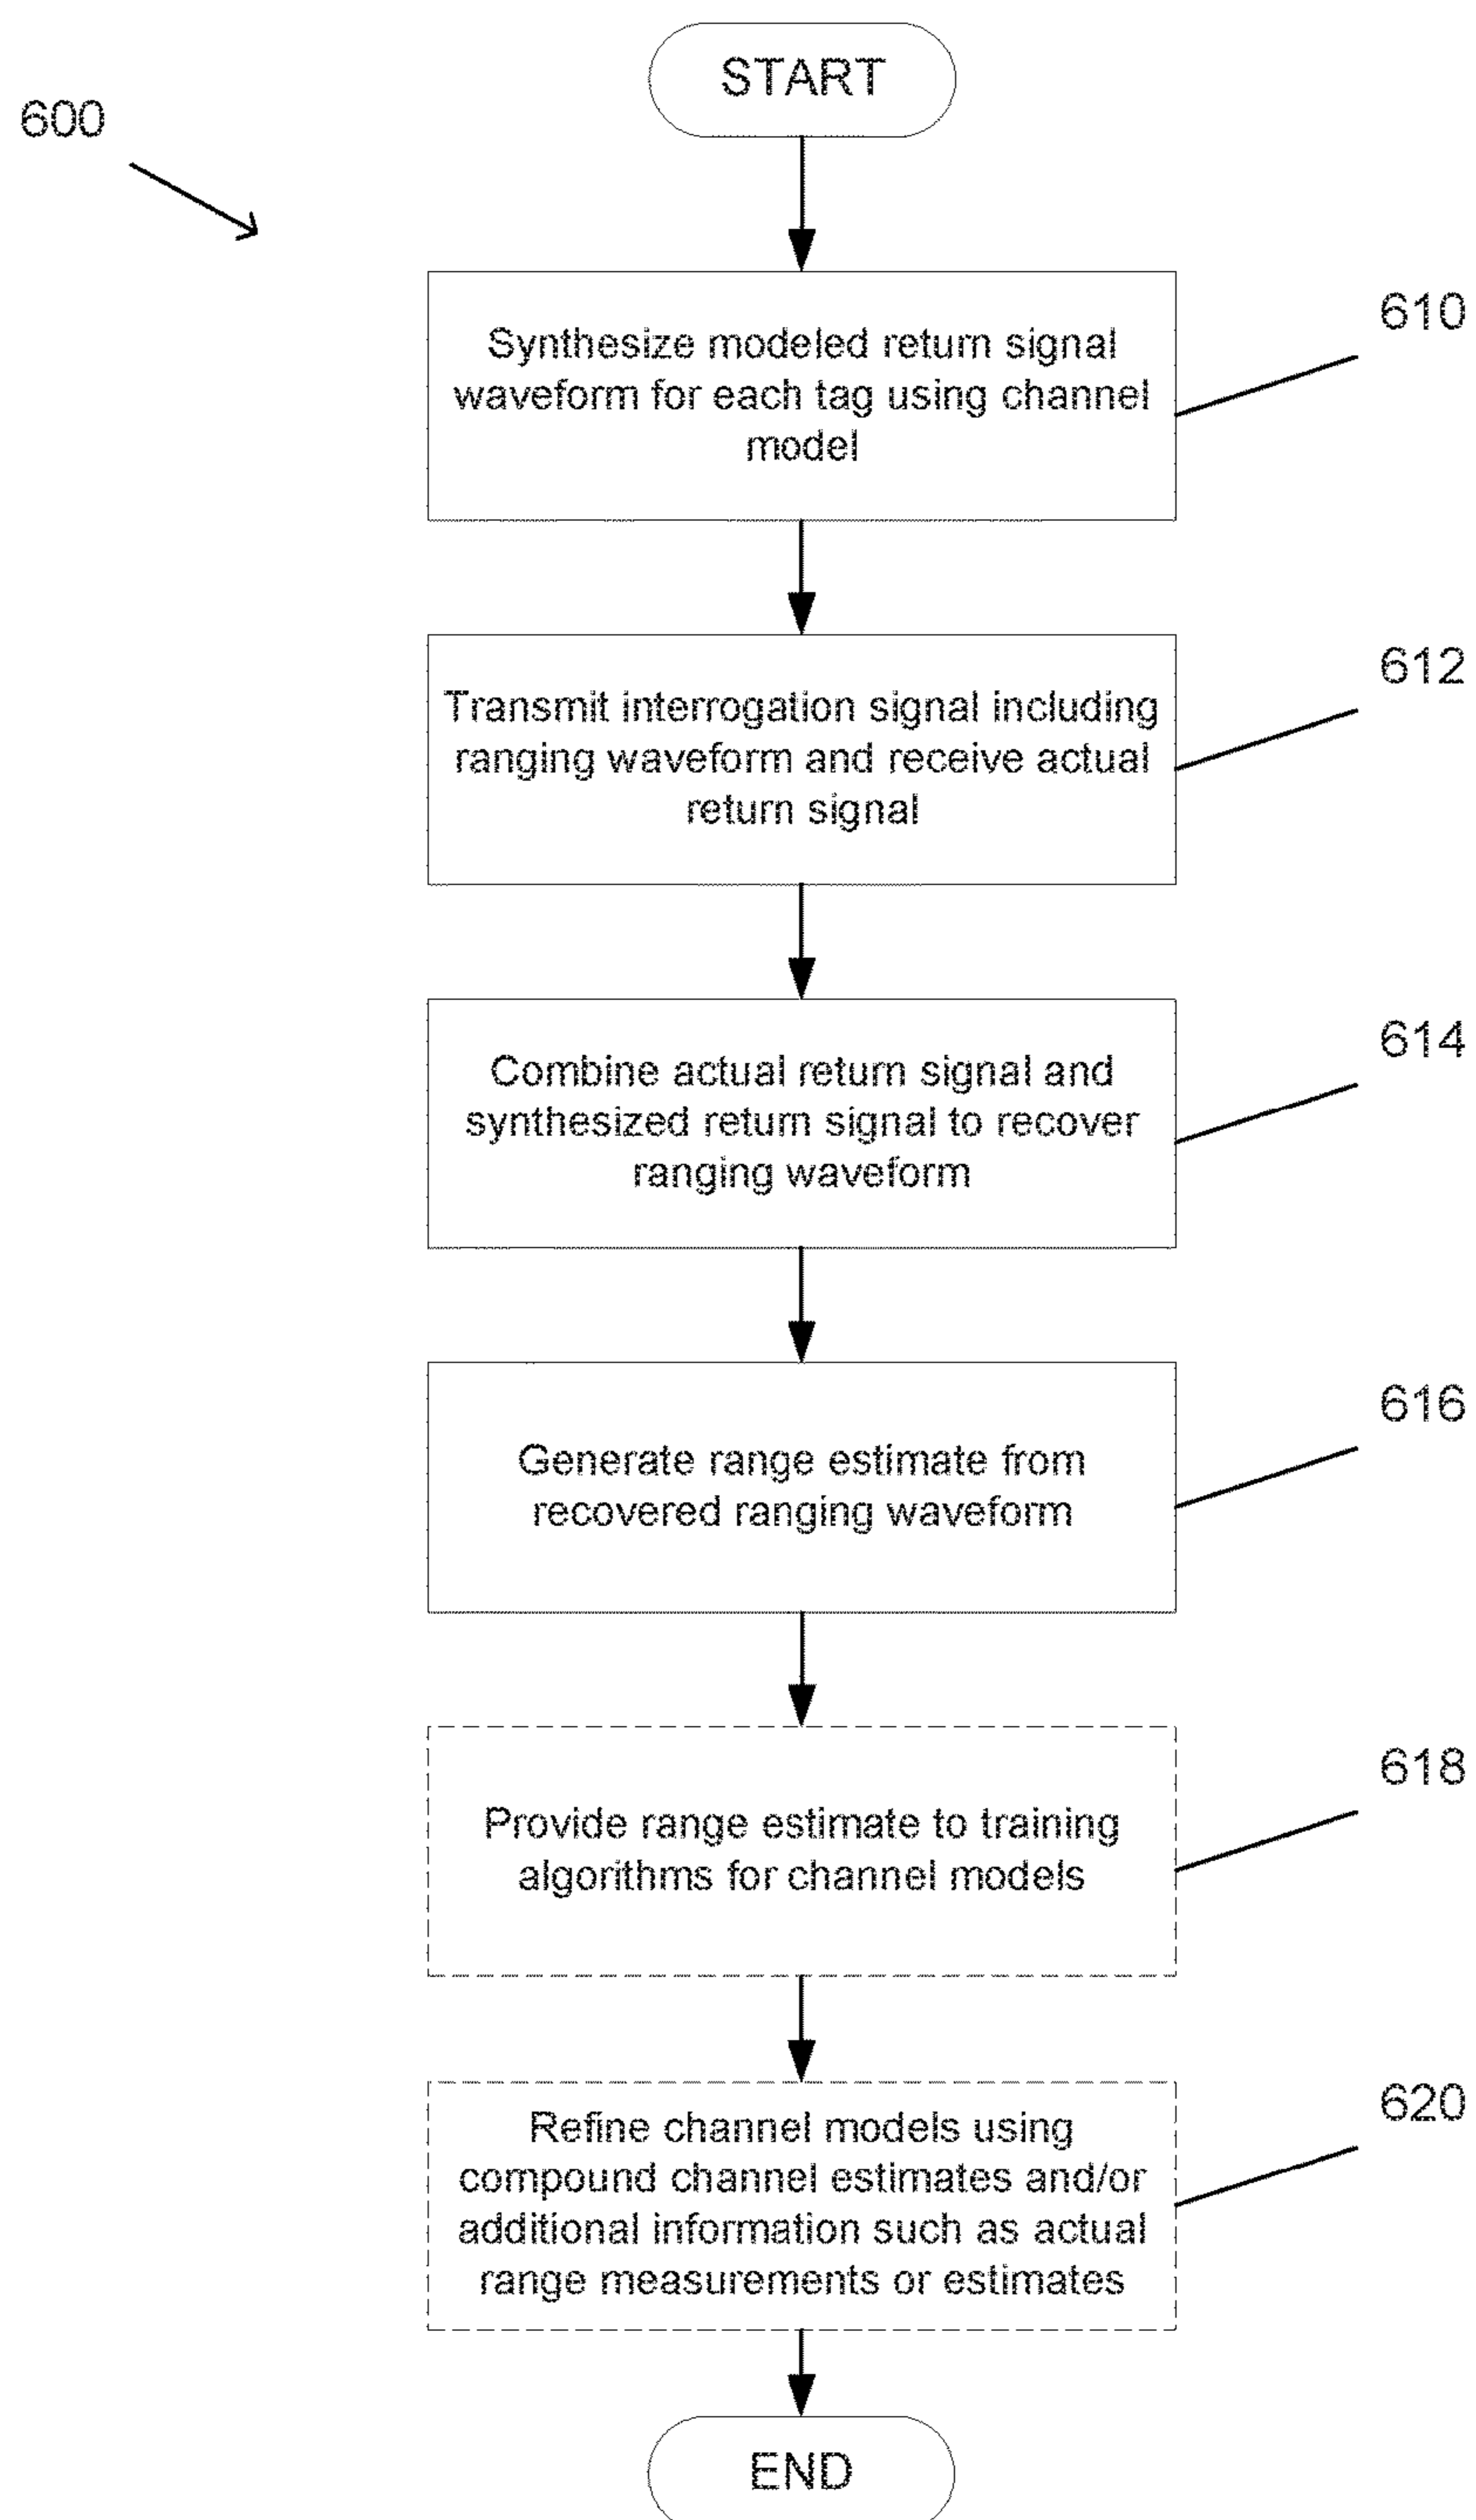 START
600
610
Synthesize modeled return signal
waveform for each tag using channel
model
612
Transmit interrogation signal including
ranging waveform and receive actual
return signal
614
Combine actual return signal and
synthesized return signal to recover
ranging waveform
616
Generate range estimate from
recovered ranging waveform
618
Provide range estimate to training
algorithms for channel models
620
Refine channel models using
compound channel estimates and/or
additional information such as actual
range measurements or estimates
END